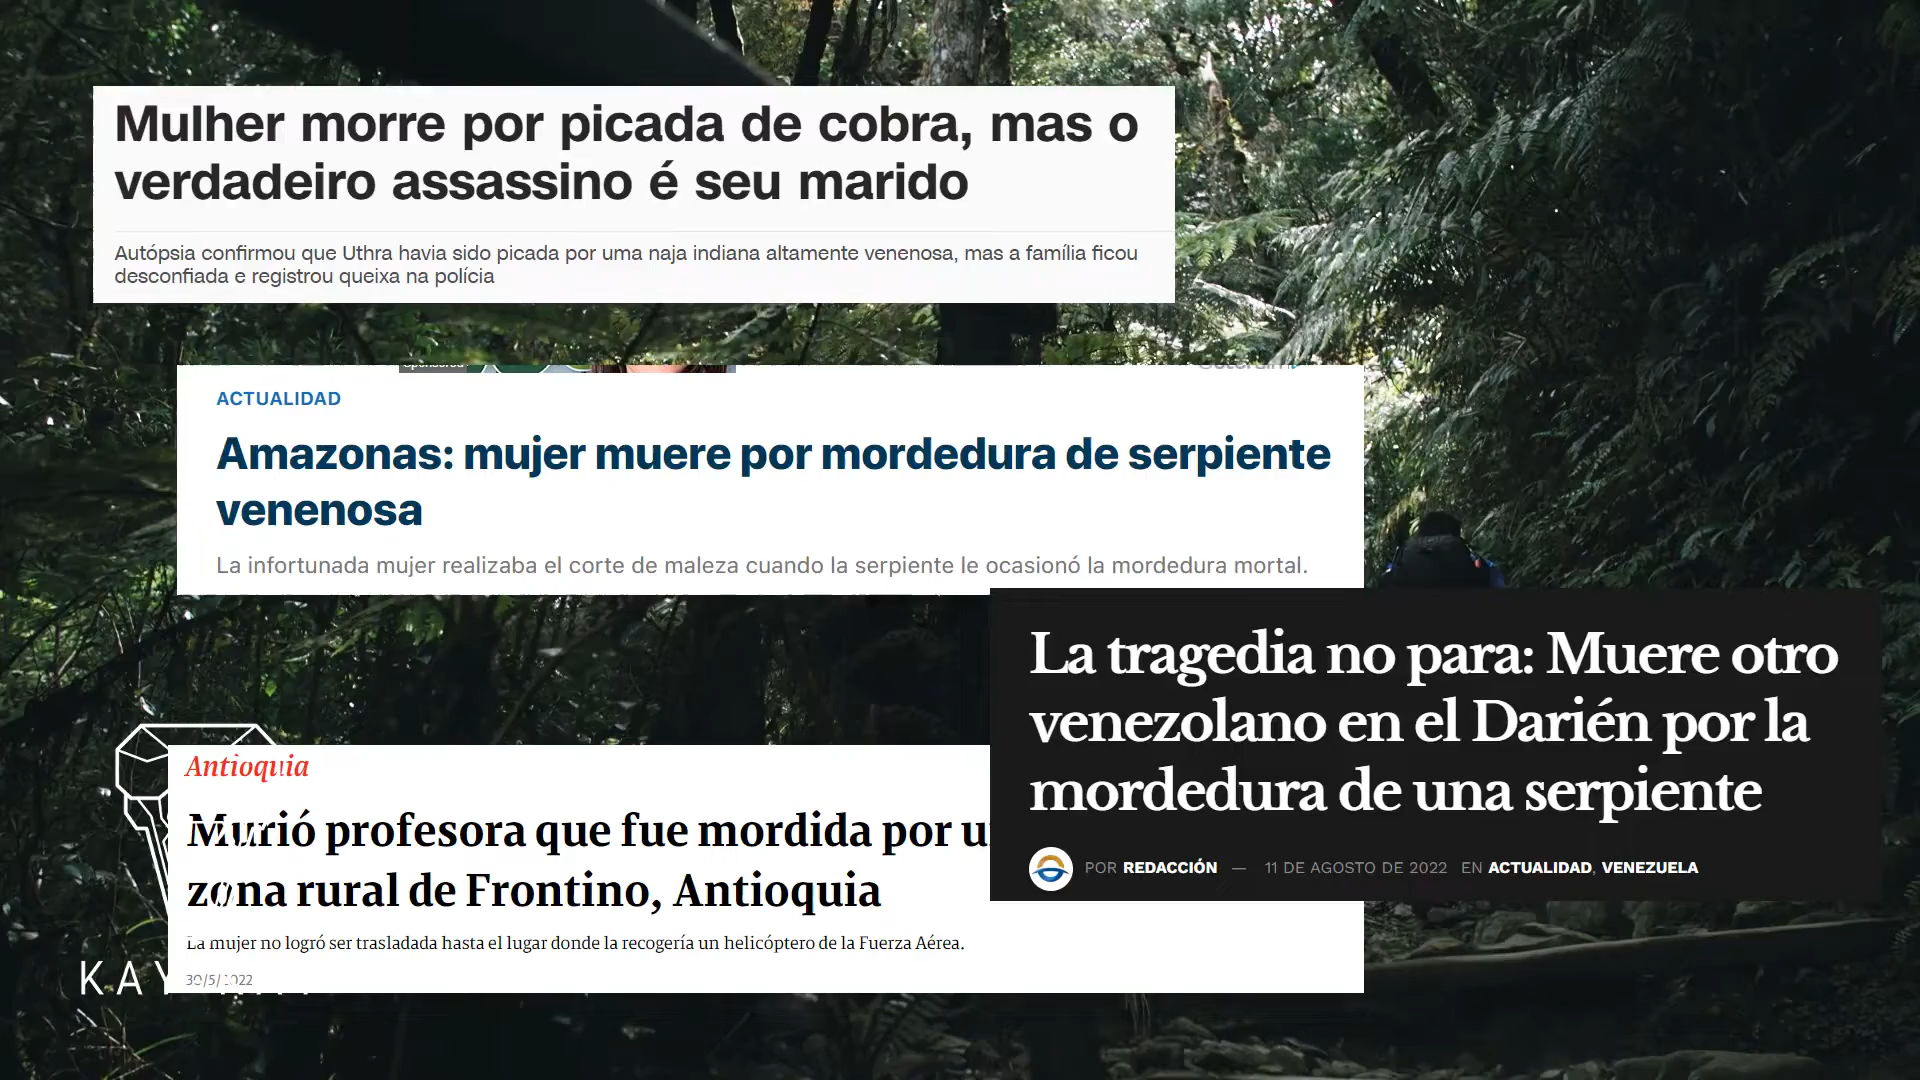 Mulher morre por picada de cobra, mas o
verdadeiro assassino é seu marido
Autópsia confirmou que Uthra havia sido picada por uma naja indiana altamente venenosa, mas a família ficou
desconfiada e registrou queixa na polícia
ACTUALIDAD
Amazonas: mujer muere por mordedura de serpiente
venenosa
La infortunada mujer realizaba el corte de maleza cuando la serpiente le ocasionó la mordedura mortal.
La tragedia no para: Muere otro
venezolano en el Darién por la
mordedura de una serpiente
POR REDACCIÓN — 11 DE AGOSTO DE 2022 EN ACTUALIDAD, VENEZUELA
Antioquia
Murió profesora que fue mordida por
zona rural de Frontino, Antioquia
La mujer no logró ser trasladada hasta el lugar donde la recogería un helicóptero de la Fuerza Aérea.
30/5/2022